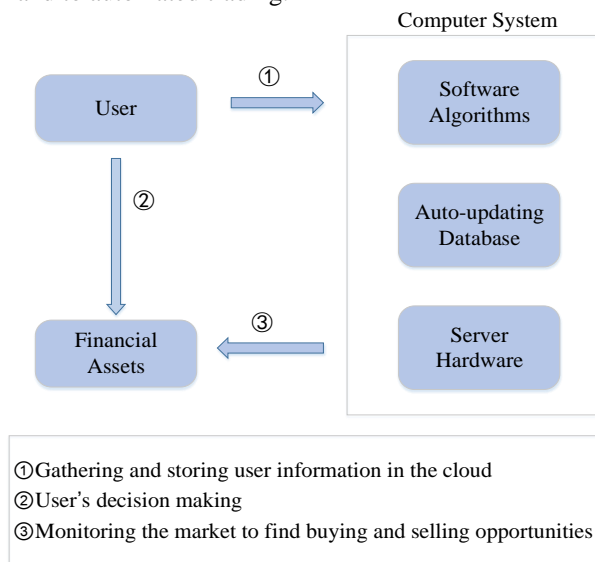 Computer System
①
User
Software
Algorithms
②
Auto-updating
Database
③
Financial
Assets
Server
Hardware
①Gathering and storing user information in the cloud
②User's decision making
③Monitoring the market to find buying and selling opportunities